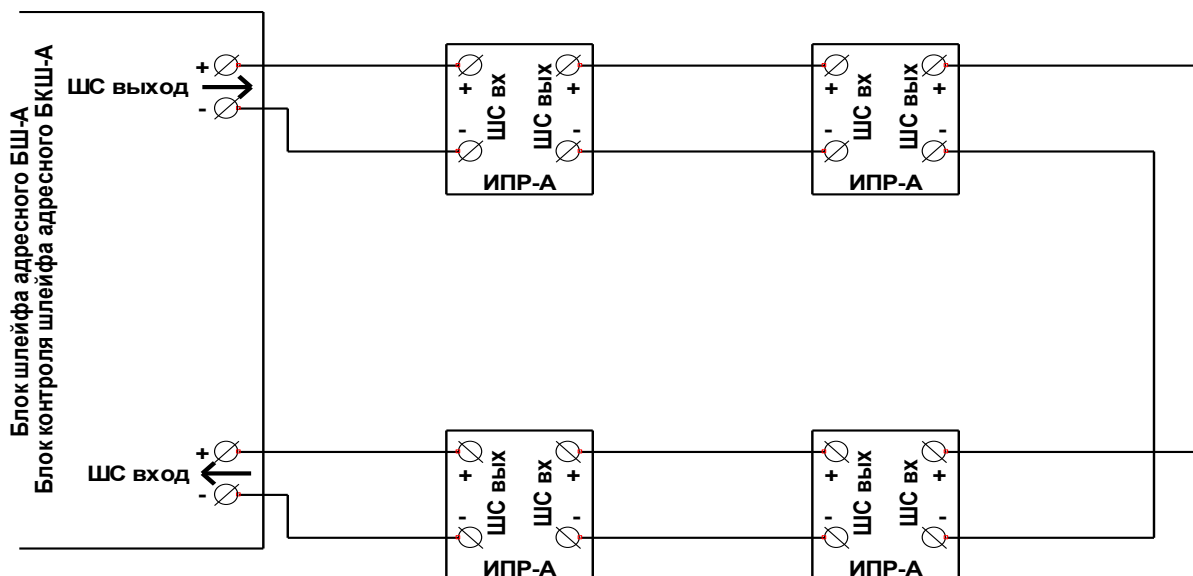 Блок шлейфа адресного БШ-А
Блок контроля шлейфа адресного БКШ-А
+
ШС выход
-
+
ШС вход
-
+
ШС вх
-
+
ШС вых
-
ИПР-А
+
ШС вх
-
+
ШС вых
-
ИПР-А
+
ШС вых
-
+
ШС вх
-
ИПР-А
+
ШС вых
-
+
ШС вх
-
ИПР-А